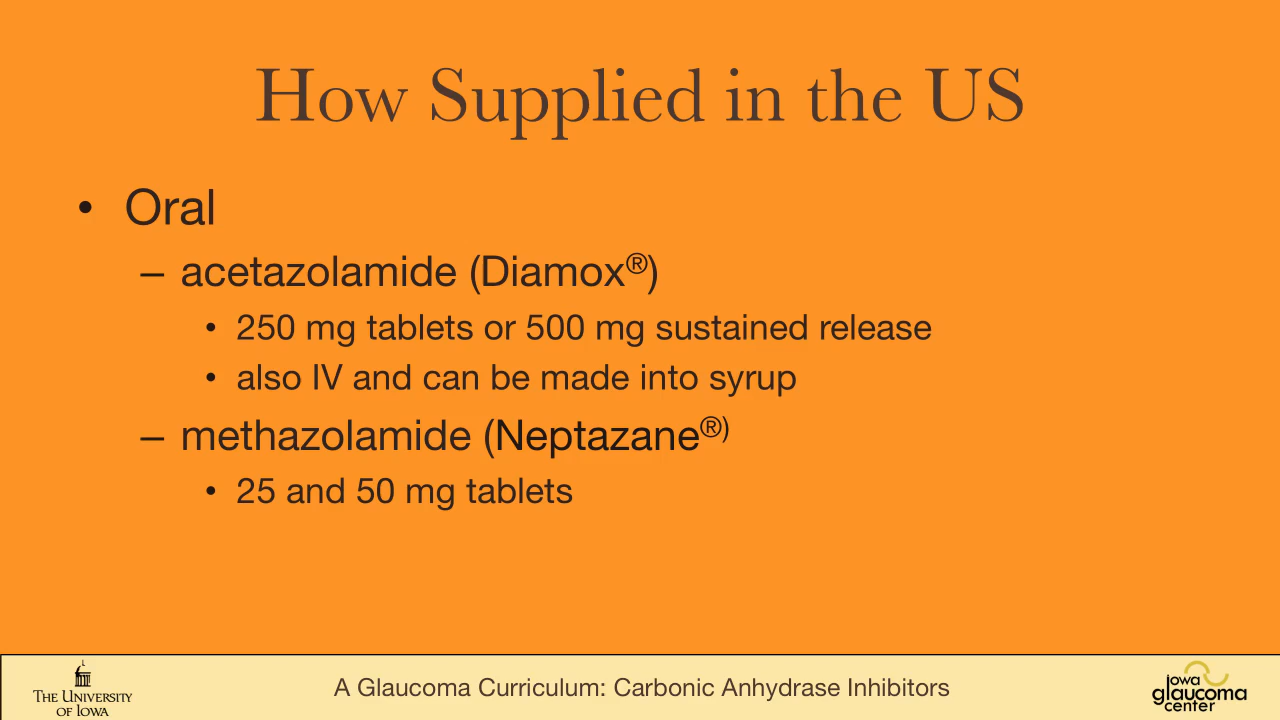 How Supplied in the US
• Oral
– acetazolamide (Diamox®)
• 250 mg tablets or 500 mg sustained release
• also IV and can be made into syrup
– methazolamide (Neptazane®)
• 25 and 50 mg tablets
THE UNIVERSITY
OF IOWA
A Glaucoma Curriculum: Carbonic Anhydrase Inhibitors
Iowa
glaucoma
center